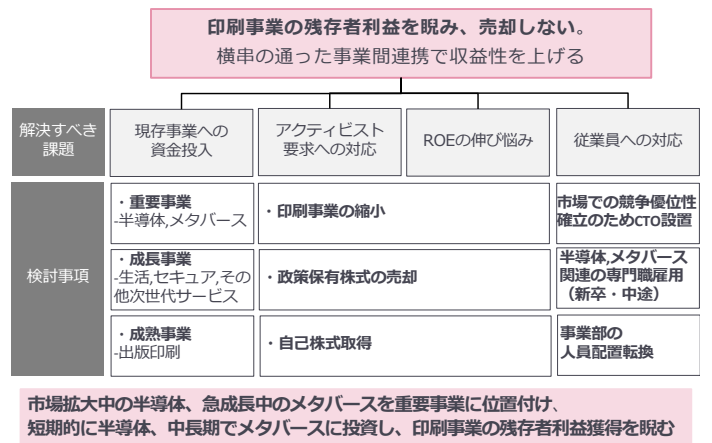 印刷事業の残存者利益を睨み、売却しない。
横串の通った事業間連携で収益性を上げる
解決すべき
課題
現存事業への
資金投入
アクティビスト
要求への対応
ROEの伸び悩み
従業員への対応
検討事項
・重要事業
-半導体,メタバース
・印刷事業の縮小
市場での競争優位性
確立のためCTO設置
・成長事業
-生活,セキュア,その
他次世代サービス
・政策保有株式の売却
半導体,メタバース
関連の専門職雇用
（新卒・中途）
・成熟事業
-出版印刷
・自己株式取得
事業部の
人員配置転換
市場拡大中の半導体、急成長中のメタバースを重要事業に位置付け、
短期的に半導体、中長期でメタバースに投資し、印刷事業の残存者利益獲得を睨む